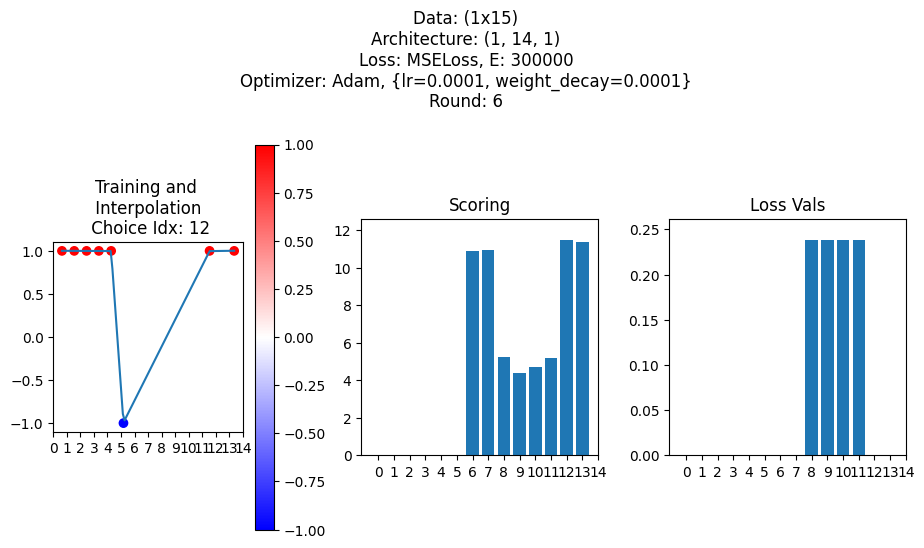 Data: (1x15)
Architecture: (1, 14, 1)
Loss: MSELoss, E: 300000
Optimizer: Adam, {lr=0.0001, weight_decay=0.0001}
Round: 6
Training and
Interpolation
Choice Idx: 12
1.0
0.5
0.0
−0.5
−1.0
0 1 2 3 4 5 6 7 8 9 10 11 12 13 14
1.00
0.75
0.50
0.25
0.00
−0.25
−0.50
−0.75
−1.00
Scoring
12
10
8
6
4
2
0
0 1 2 3 4 5 6 7 8 9 10 11 12 13 14
Loss Vals
0.25
0.20
0.15
0.10
0.05
0.00
0 1 2 3 4 5 6 7 8 9 10 11 12 13 14